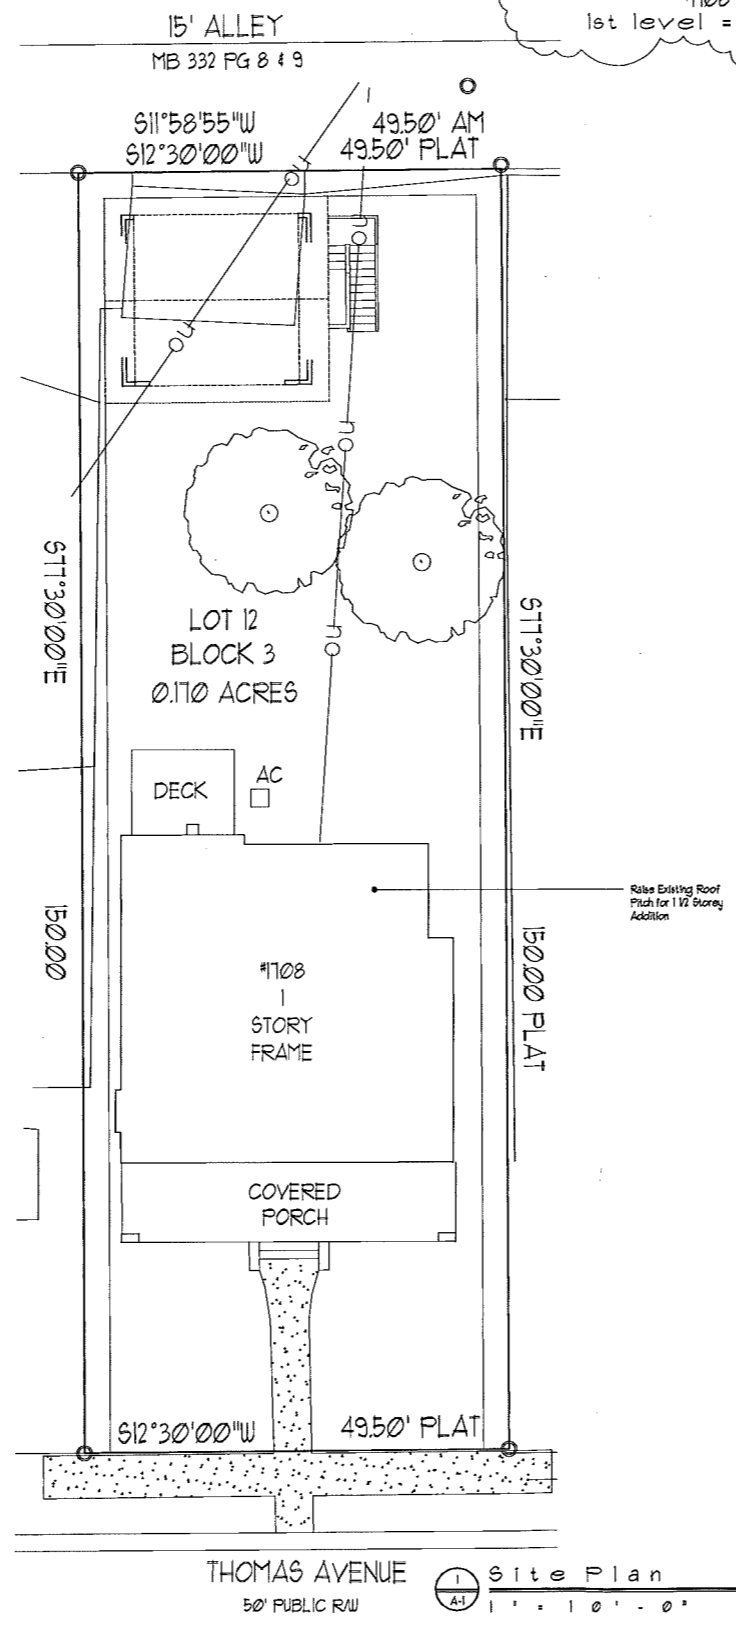 1st level =
15' ALLEY
MB 332 PG 8 & 9
S11°58'55"W 49.50' AM
S12°30'00"W 49.50' PLAT
LOT 12
BLOCK 3
0.170 ACRES
S77°30'00"E
S77°30'00"E
DECK
AC
Raise Existing Roof
Pitch for 1 1/2 Storey
Addition
150.00
150.00 PLAT
#1708
1
STORY
FRAME
COVERED
PORCH
S12°30'00"W 49.50' PLAT
THOMAS AVENUE
50' PUBLIC R/W
1
A-1
Site Plan
1" = 10'-0"